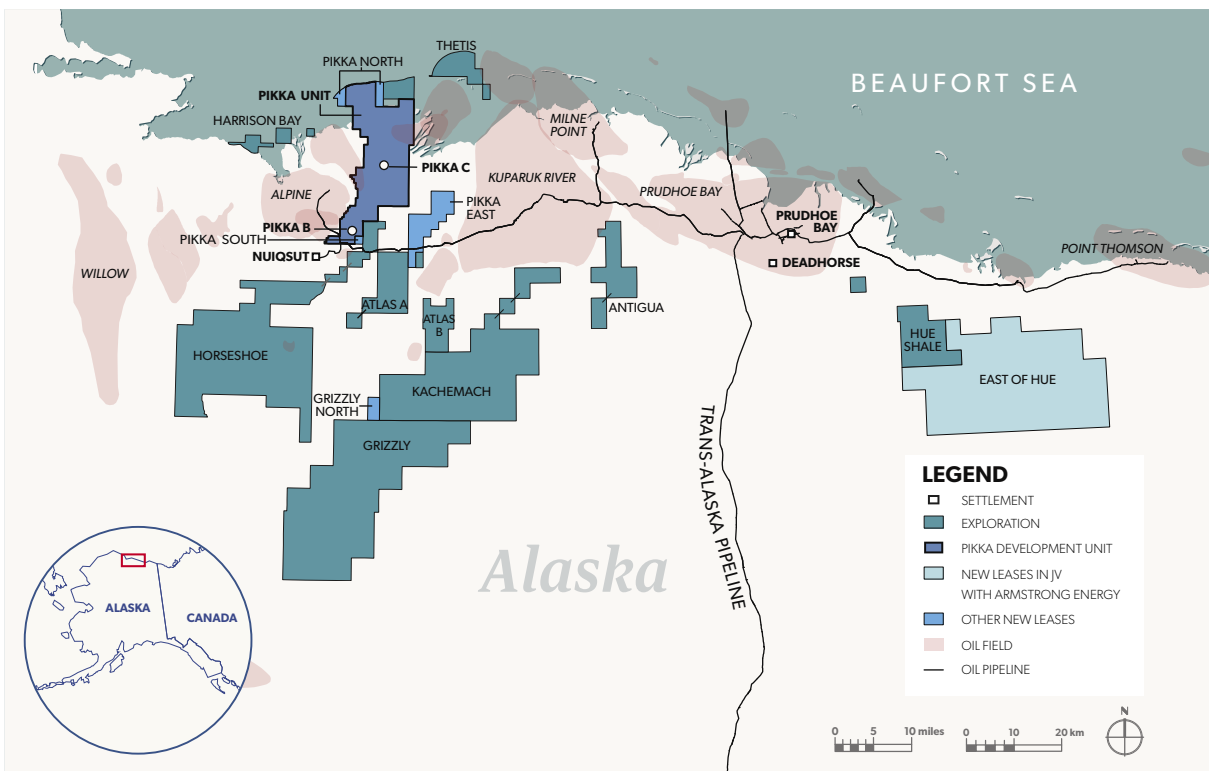 THETIS
PIKKA NORTH
BEAUFORT SEA
PIKKA UNIT
HARRISON BAY
MILNE
POINT
PIKKA C
KUPARUK RIVER
ALPINE
PRUDHOE BAY
PIKKA
EAST
PRUDHOE
BAY
PIKKA B
PIKKA SOUTH
NUIQSUT
DEADHORSE
POINT THOMSON
WILLOW
ATLAS A
ANTIGUA
ATLAS
B
HORSESHOE
HUE
SHALE
EAST OF HUE
KACHEMACH
GRIZZLY
NORTH
GRIZZLY
TRANS-ALASKA PIPELINE
Alaska
LEGEND
SETTLEMENT
EXPLORATION
PIKKA DEVELOPMENT UNIT
NEW LEASES IN JV
WITH ARMSTRONG ENERGY
OTHER NEW LEASES
OIL FIELD
OIL PIPELINE
ALASKA
CANADA
0 5 10 miles
0 10 20 km
N